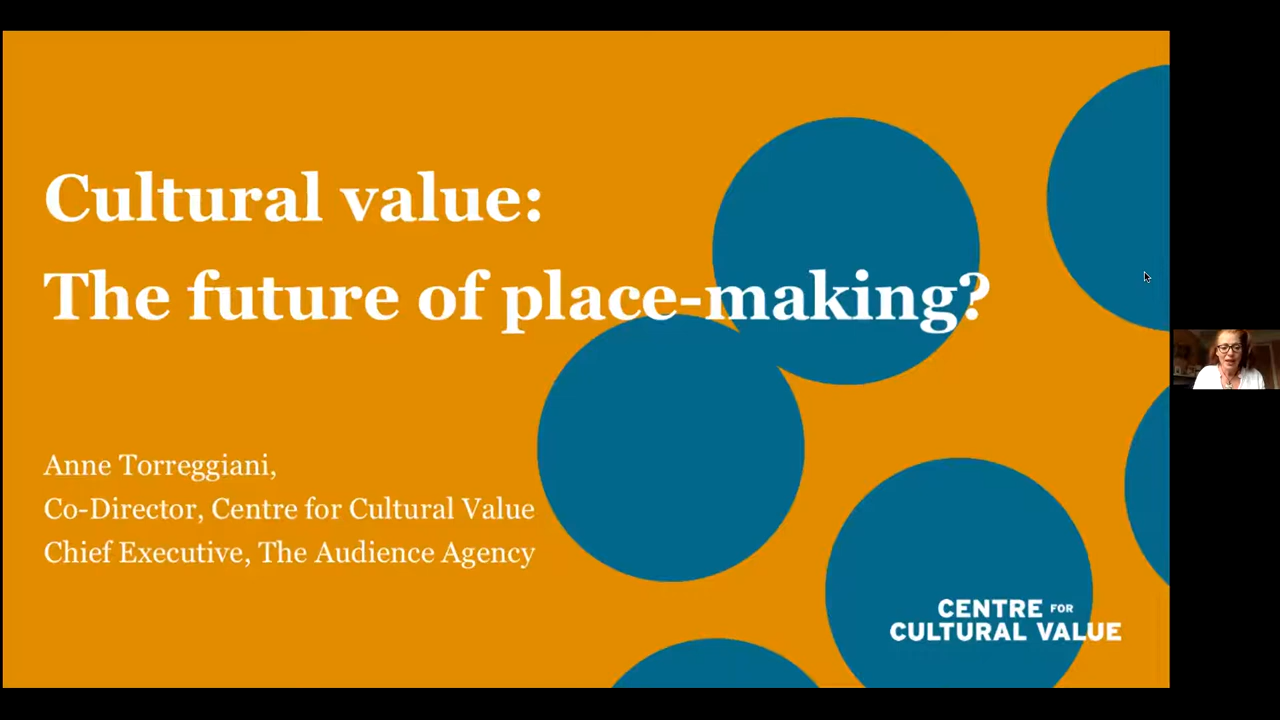 Cultural value:
The future of place-making?
Anne Torreggiani,
Co-Director, Centre for Cultural Value
Chief Executive, The Audience Agency
CENTRE FOR
CULTURAL VALUE